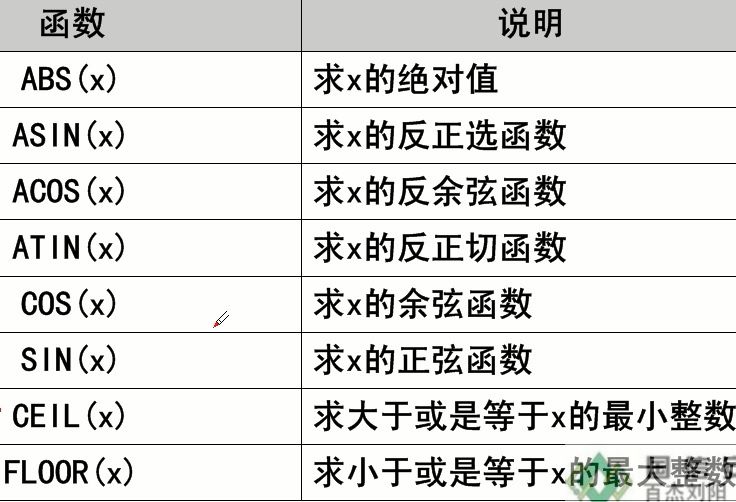 函数 说明
ABS(x) 求x的绝对值
ASIN(x) 求x的反正选函数
ACOS(x) 求x的反余弦函数
ATIN(x) 求x的反正切函数
COS(x) 求x的余弦函数
SIN(x) 求x的正弦函数
CEIL(x) 求大于或是等于x的最小整数
FLOOR(x) 求小于或是等于x的最大整数